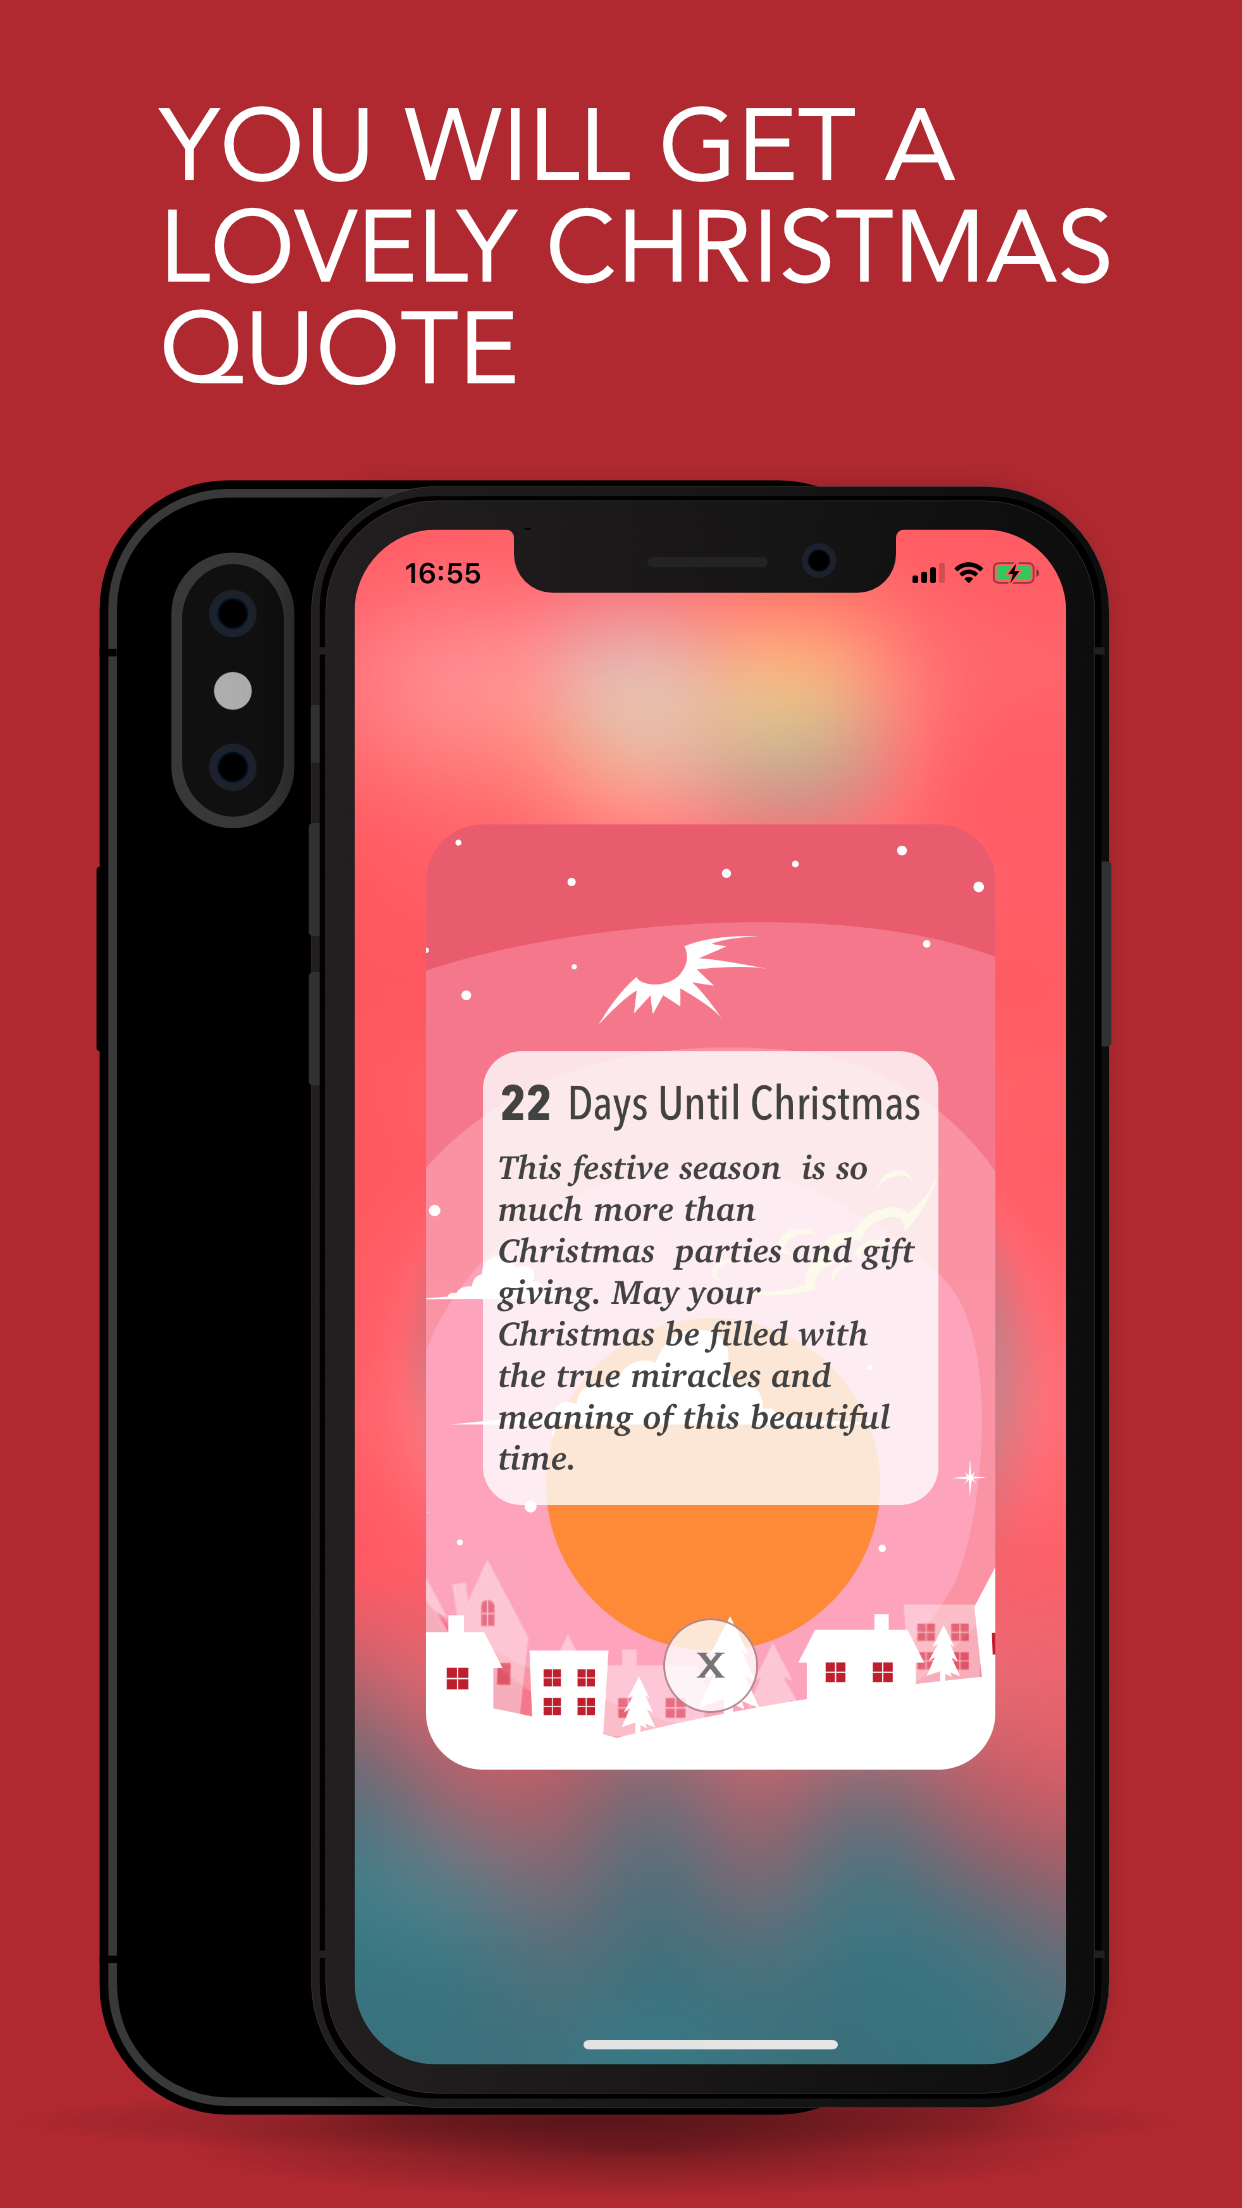 YOU WILL GET A
LOVELY CHRISTMAS
QUOTE
16:55
22 Days Until Christmas
This festive season  is so
much more than
Christmas  parties and gift
giving. May your
Christmas be filled with
the true miracles and
meaning of this beautiful
time.
X